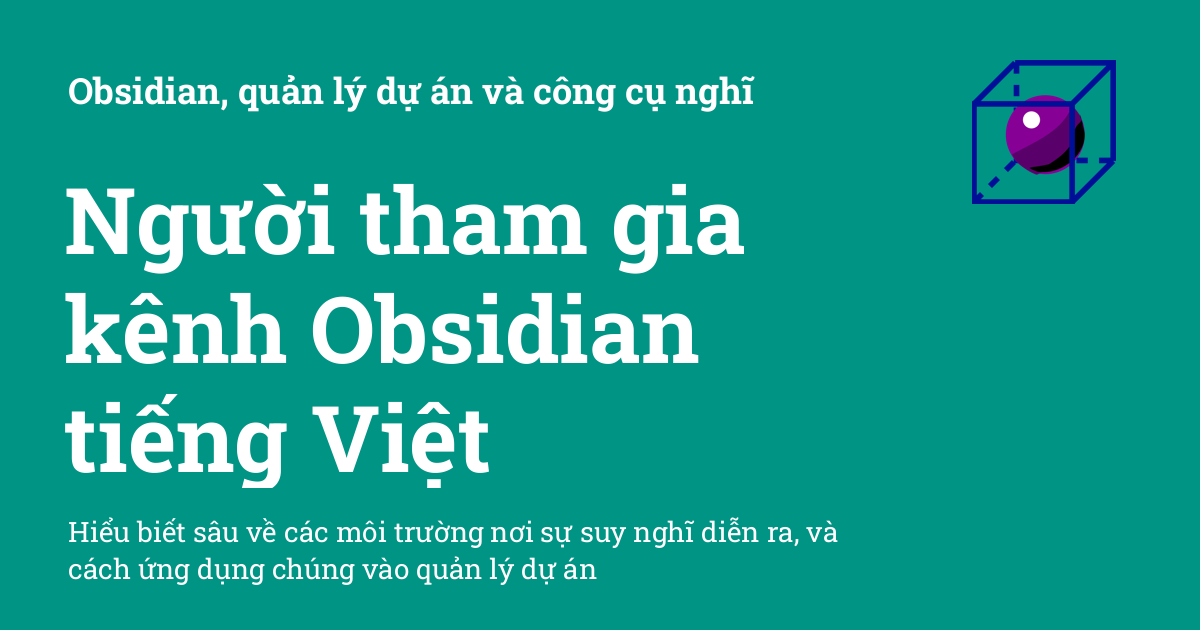 Obsidian, quản lý dự án và công cụ nghĩ
Người tham gia
kênh Obsidian
tiếng Việt
Hiểu biết sâu về các môi trường nơi sự suy nghĩ diễn ra, và
cách ứng dụng chúng vào quản lý dự án